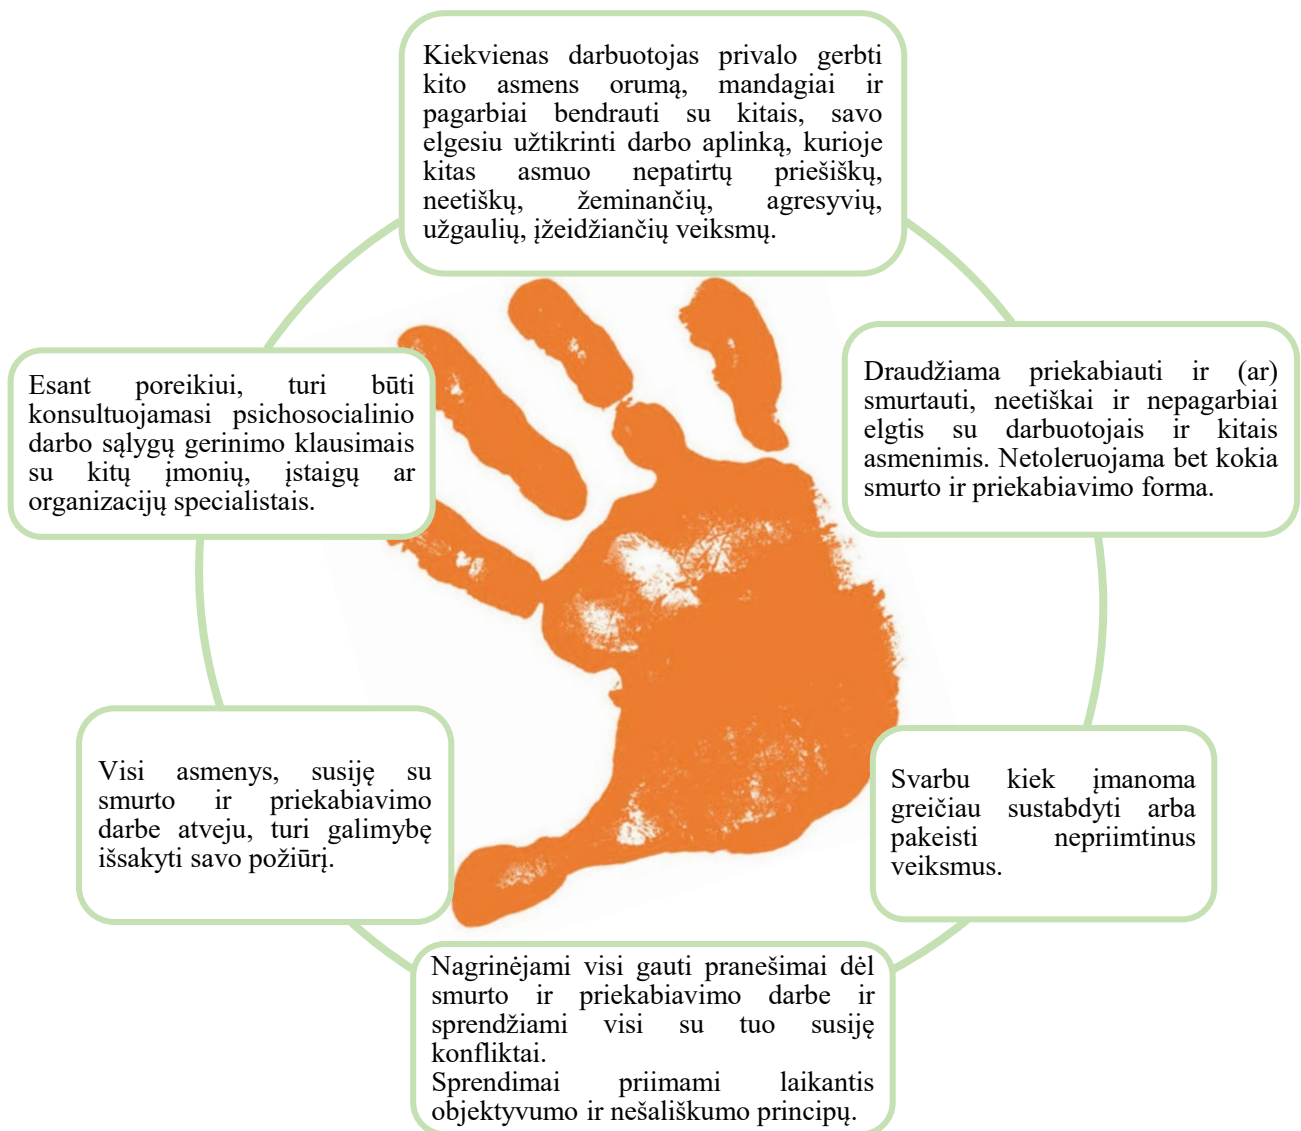 Kiekvienas darbuotojas privalo gerbti
kito asmens orumą, mandagiai ir
pagarbiai bendrauti su kitais, savo
elgesiu užtikrinti darbo aplinką, kurioje
kitas asmuo nepatirtų priešiškų,
neetiškų, žeminančių, agresyvių,
užgaulių, įžeidžiančių veiksmų.
Draudžiama priekabiauti ir (ar)
smurtauti, neetiškai ir nepagarbiai
elgtis su darbuotojais ir kitais
asmenimis. Netoleruojama bet kokia
smurto ir priekabiavimo forma.
Svarbu kiek įmanoma
greičiau sustabdyti arba
pakeisti nepriimtinus
veiksmus.
Nagrinėjami visi gauti pranešimai dėl
smurto ir priekabiavimo darbe ir
sprendžiami visi su tuo susiję
konfliktai.
Sprendimai priimami laikantis
objektyvumo ir nešališkumo principų.
Visi asmenys, susiję su
smurto ir priekabiavimo
darbe atveju, turi galimybę
išsakyti savo požiūrį.
Esant poreikiui, turi būti
konsultuojamasi psichosocialinio
darbo sąlygų gerinimo klausimais
su kitų įmonių, įstaigų ar
organizacijų specialistais.